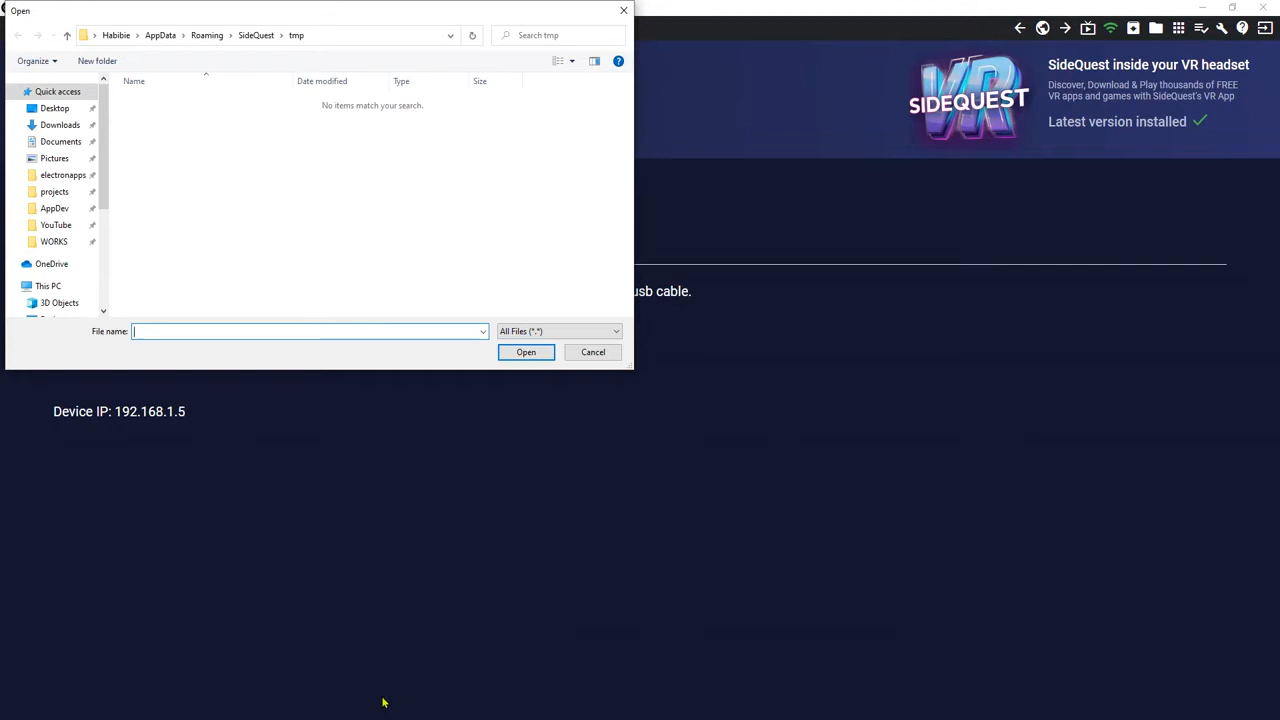 Open
Habibie > AppData > Roaming > SideQuest > tmp
Search tmp
Organize
New folder
Name
Date modified
Type
Size
No items match your search.
Quick access
Desktop
Downloads
Documents
Pictures
electronapps
projects
AppDev
YouTube
WORKS
OneDrive
This PC
3D Objects
File name:
All Files (*.*)
Open
Cancel
VR
SIDEQUEST
SideQuest inside your VR headset
Discover, Download & Play thousands of FREE
VR apps and games with SideQuest's VR App
Latest version installed
usb cable.
Device IP: 192.168.1.5